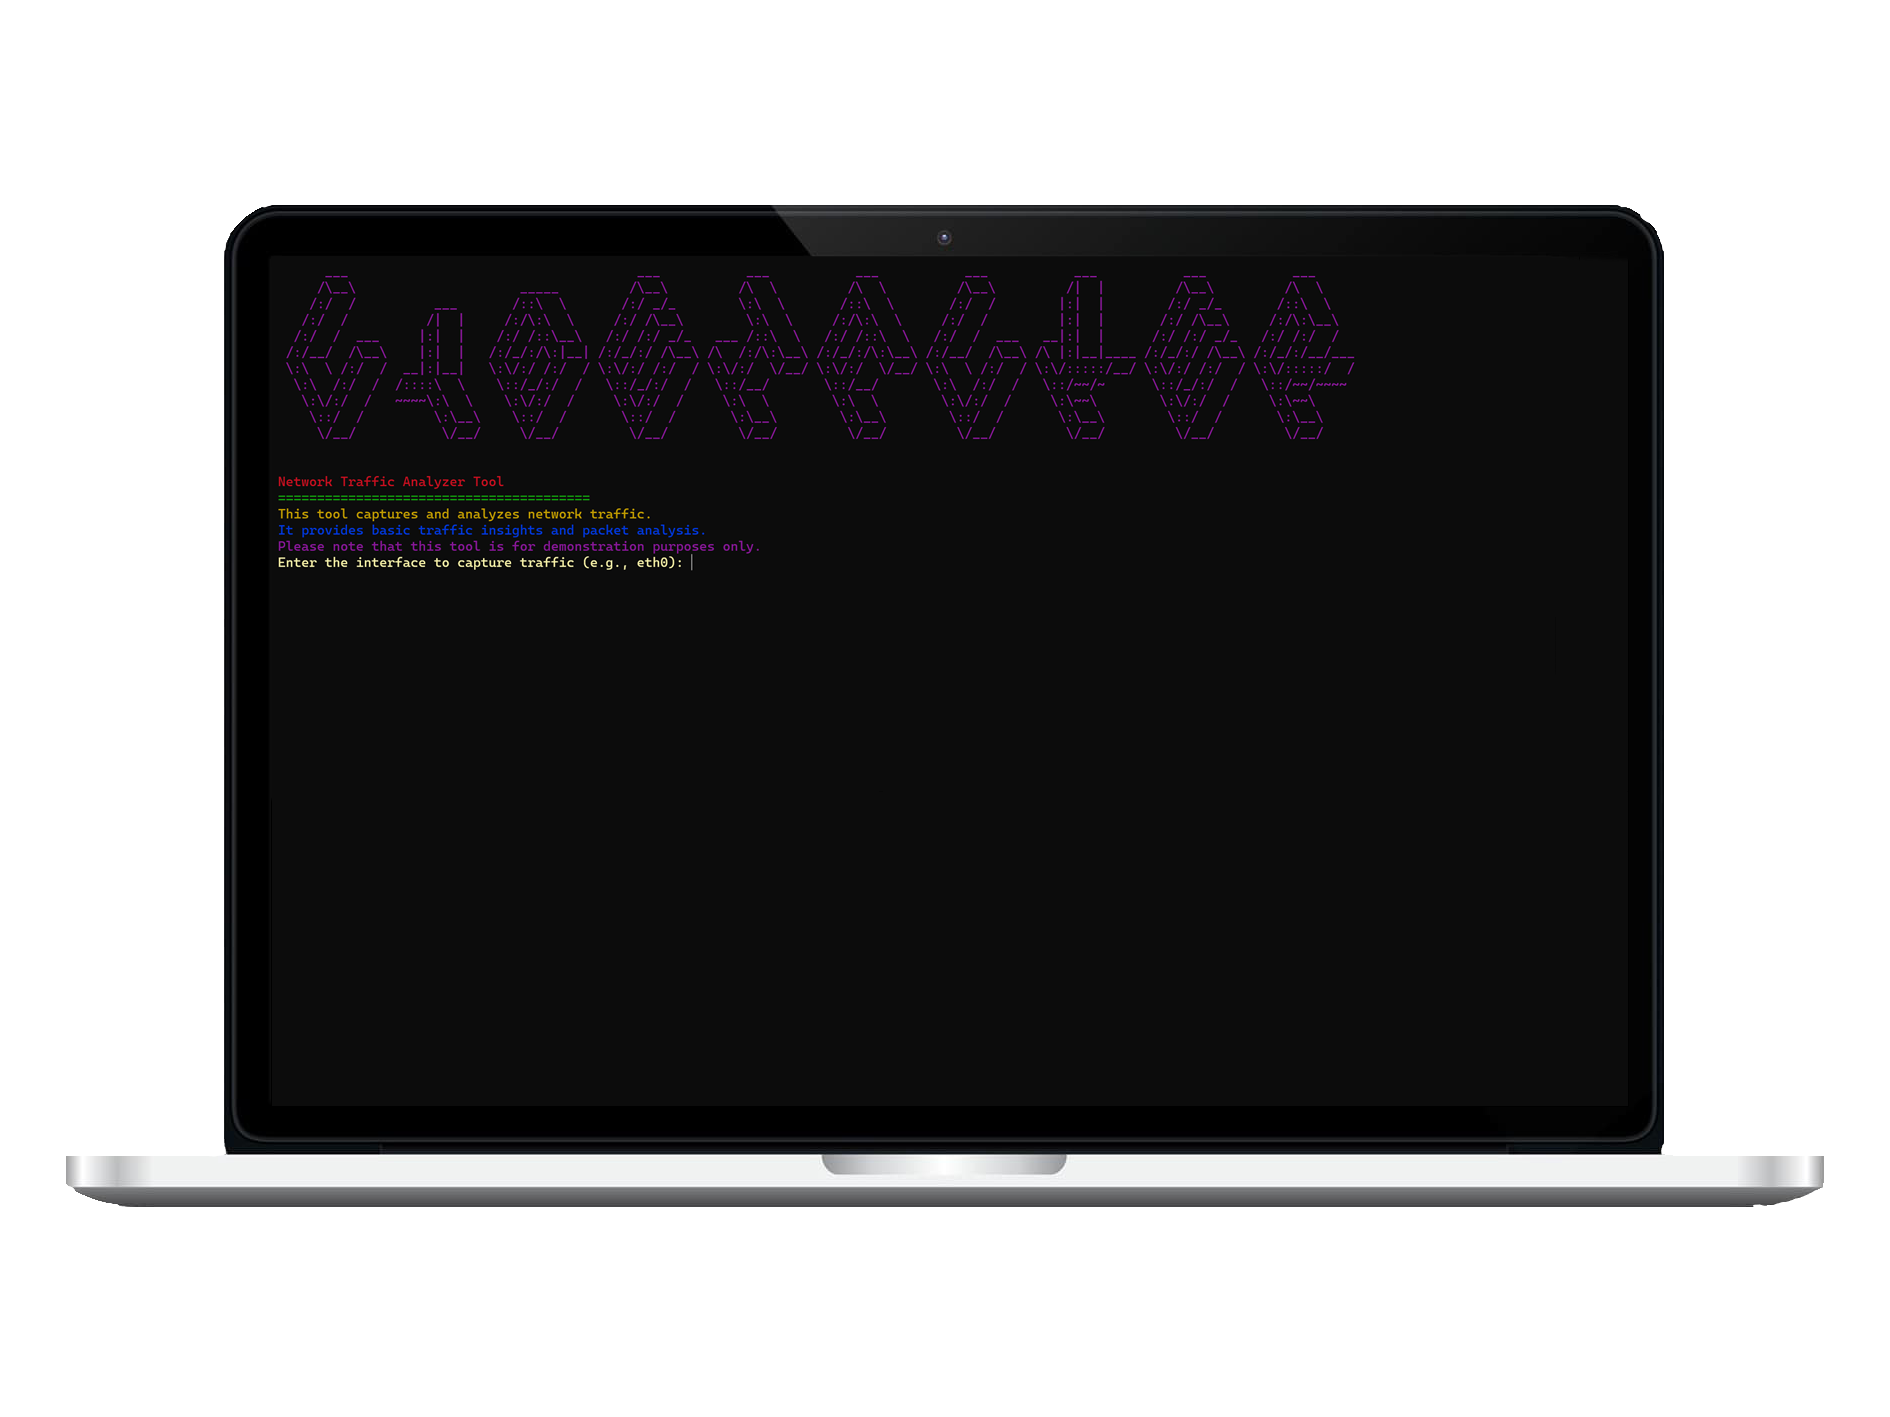 Network Traffic Analyzer Tool
========================================
This tool captures and analyzes network traffic.
It provides basic traffic insights and packet analysis.
Please note that this tool is for demonstration purposes only.
Enter the interface to capture traffic (e.g., eth0):